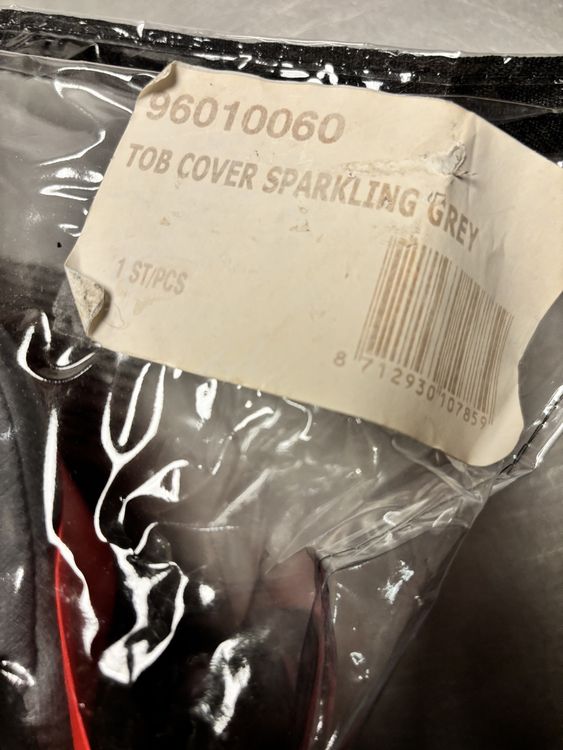 96010060
TOB COVER SPARKLING GREY
1 ST/PCS
8 712930 107859